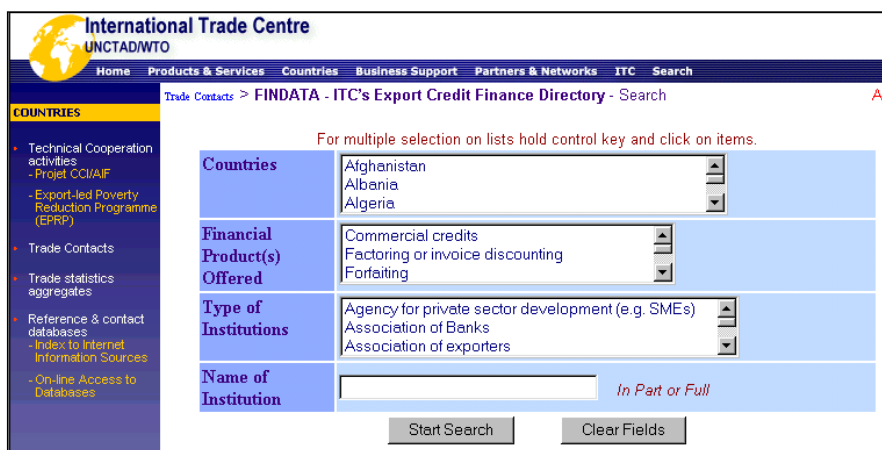 International Trade Centre
UNCTAD/WTO
Home Products & Services Countries Business Support Partners & Networks ITC Search
Trade Contacts > FINDATA - ITC's Export Credit Finance Directory - Search
A
COUNTRIES
Technical Cooperation
activities
- Projet CCI/AIF
- Export-led Poverty
Reduction Programme
(EPRP)
Trade Contacts
Trade statistics
aggregates
Reference & contact
databases
- Index to Internet
Information Sources
- On-line Access to
Databases
For multiple selection on lists hold control key and click on items.
Countries
Afghanistan
Albania
Algeria
Financial
Product(s)
Offered
Commercial credits
Factoring or invoice discounting
Forfaiting
Type of
Institutions
Agency for private sector development (e.g. SMEs)
Association of Banks
Association of exporters
Name of
Institution
In Part or Full
Start Search Clear Fields